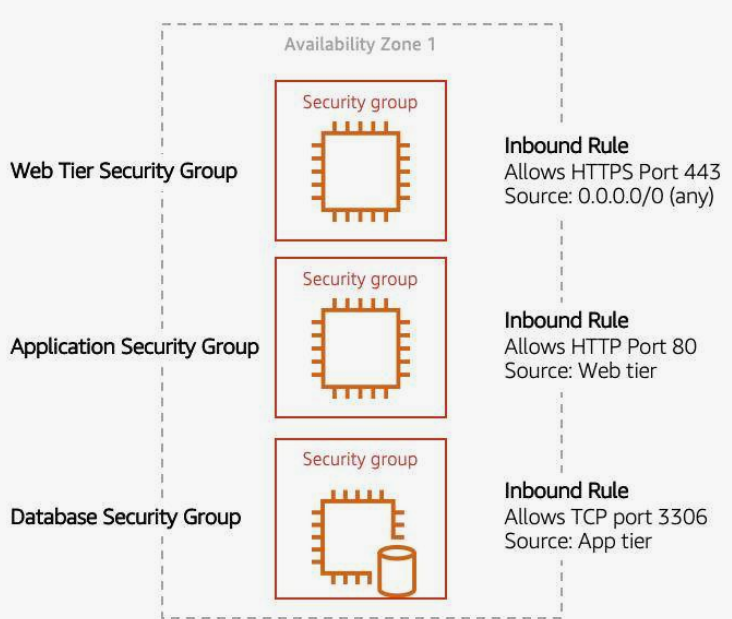 Availability Zone 1
Security group
Web Tier Security Group
Inbound Rule
Allows HTTPS Port 443
Source: 0.0.0.0/0 (any)
Security group
Application Security Group
Inbound Rule
Allows HTTP Port 80
Source: Web tier
Security group
Database Security Group
Inbound Rule
Allows TCP port 3306
Source: App tier